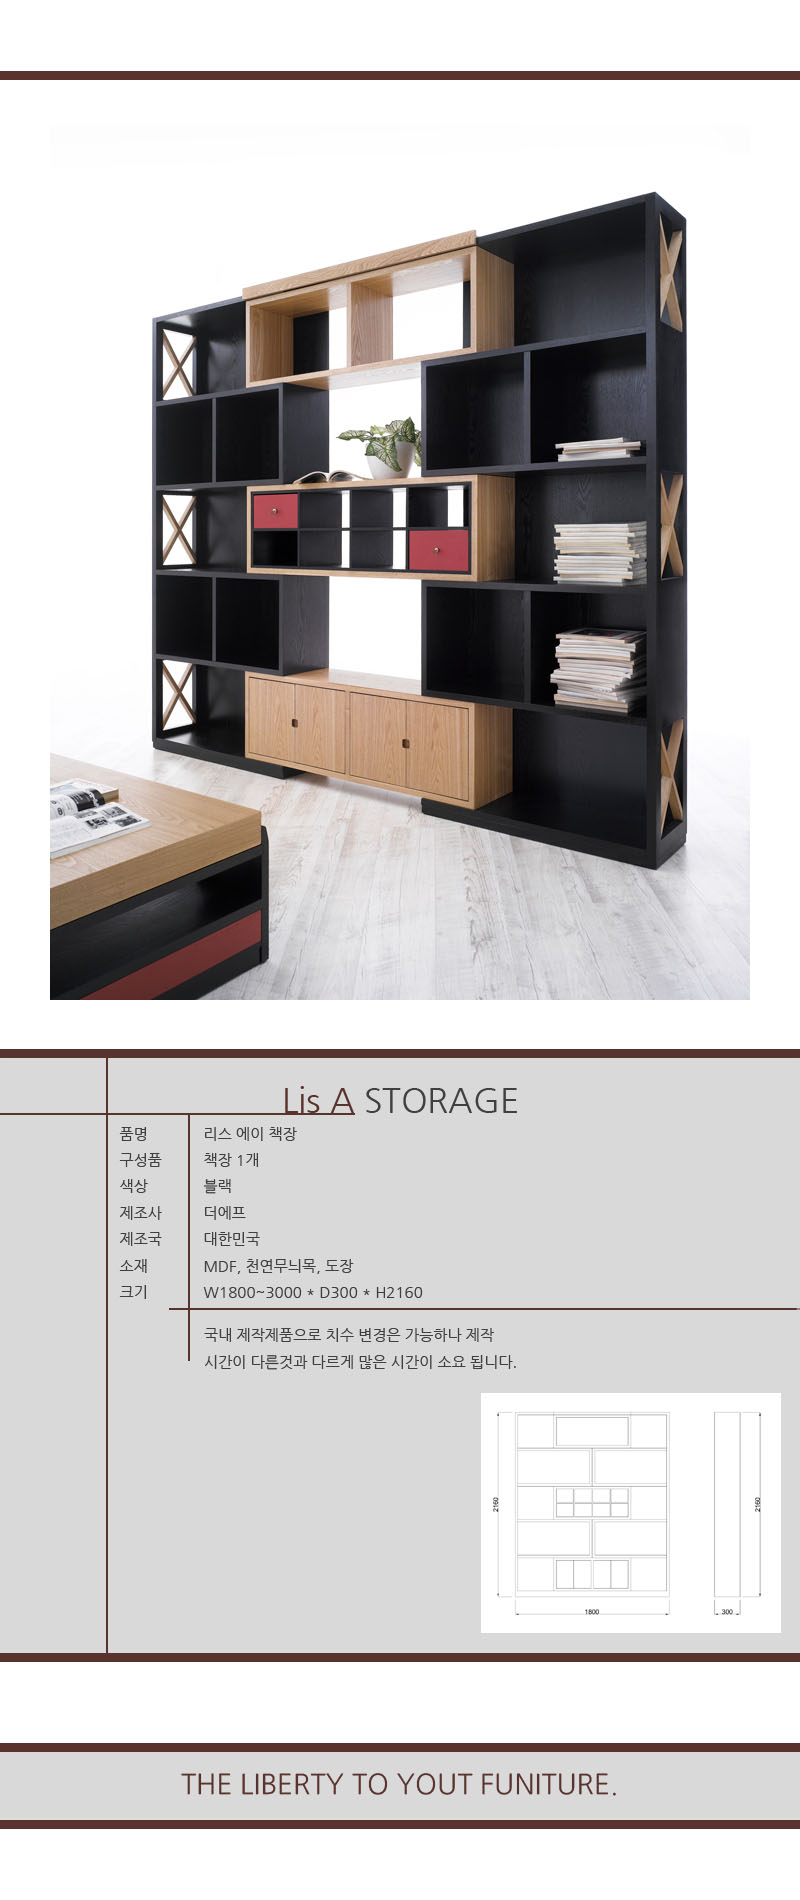 Lis A STORAGE
품명 리스 에이 책장
구성품 책장 1개
색상 블랙
제조사 더에프
제조국 대한민국
소재 MDF, 천연무늬목, 도장
크기 W1800~3000 * D300 * H2160
국내 제작제품으로 치수 변경은 가능하나 제작
시간이 다른것과 다르게 많은 시간이 소요 됩니다.
2160
2160
1800
300
THE LIBERTY TO YOUT FUNITURE.